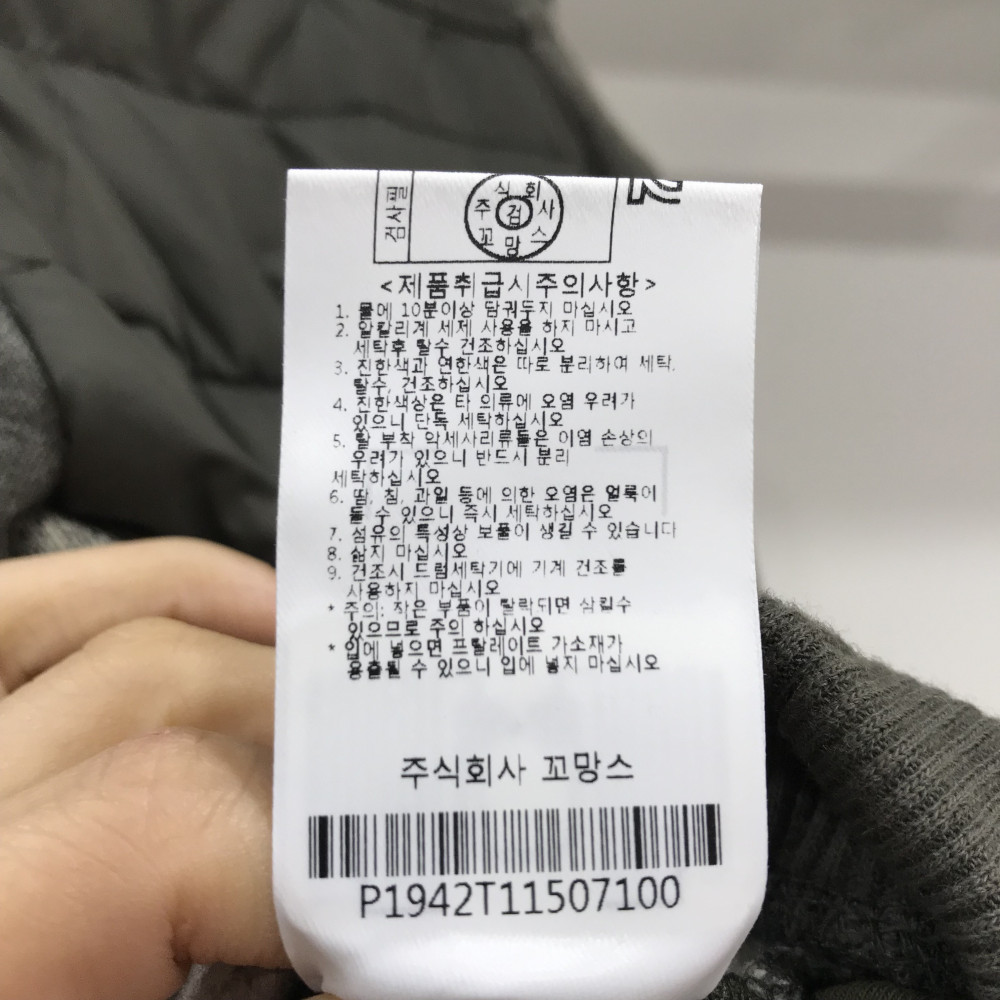 검사필
주식회사
검
꼬망스
<제품취급시주의사항>
1. 물에 10분이상 담궈두지 마십시오
2. 알칼리계 세제 사용을 하지 마시고
세탁후 탈수 건조하십시오
3. 진한색과 연한색은 따로 분리하여 세탁.
탈수, 건조하십시오
4. 진한색상은 타 의류에 오염 우려가
있으니 단독 세탁하십시오
5. 탈 부착 악세사리류들은 이염 손상의
우려가 있으니 반드시 분리
세탁하십시오
6. 땀, 침, 과일 등에 의한 오염은 얼룩이
될 수 있으니 즉시 세탁하십시오
7. 섬유의 특성상 보풀이 생길 수 있습니다
8. 삶지 마십시오
9. 건조시 드럼세탁기에 기계 건조를
사용하지 마십시오
* 주의: 작은 부품이 탈락되면 삼킬수
있으므로 주의 하십시오
* 입에 넣으면 프탈레이트 가소재가
용출될 수 있으니 입에 넣지 마십시오
주식회사 꼬망스
P1942T11507100